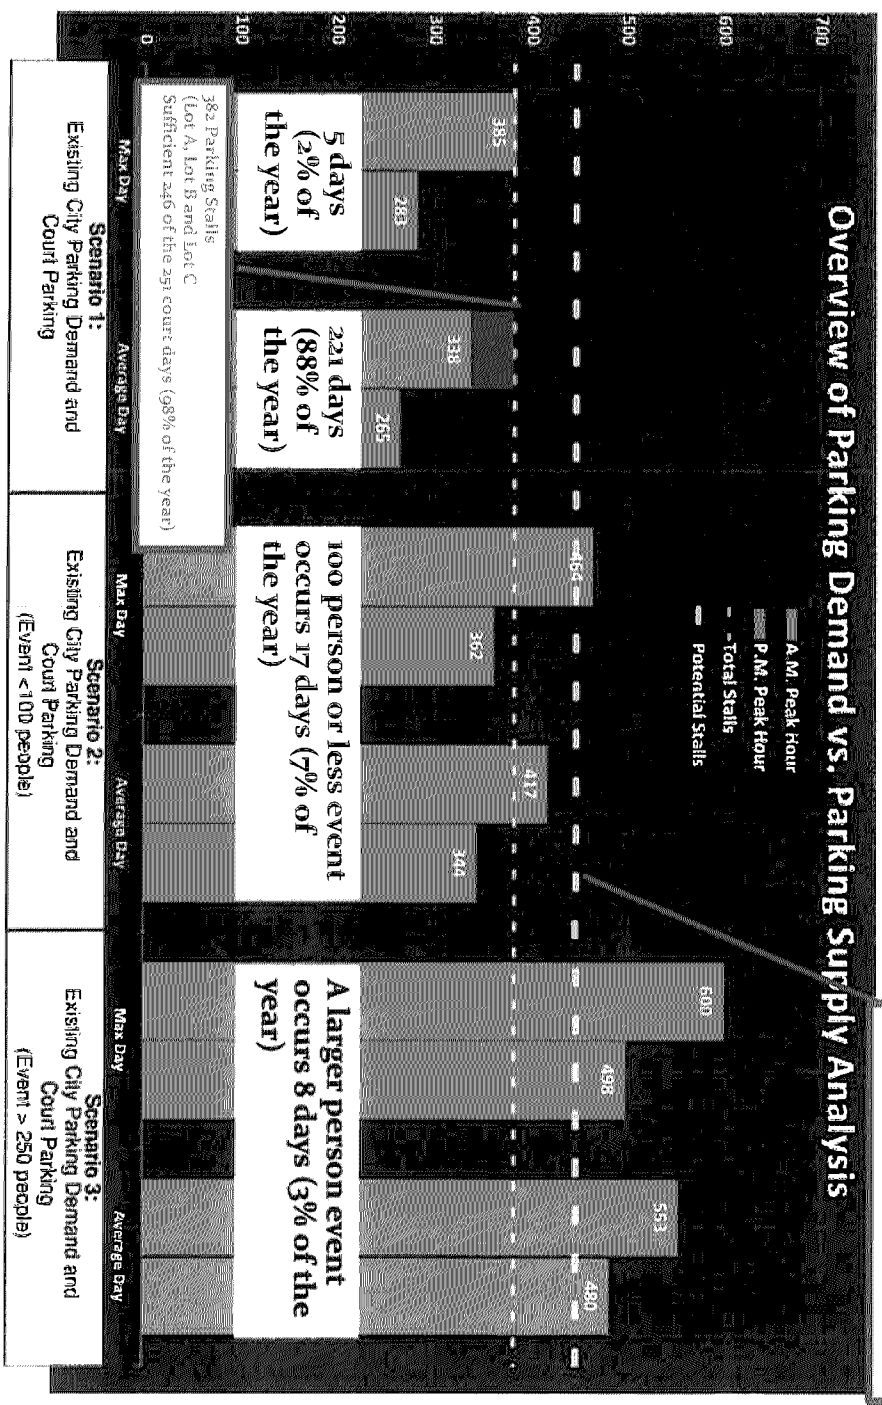 Overview of Parking Demand vs. Parking Supply Analysis
A.M. Peak Hour
P.M. Peak Hour
Total Stalls
Potential Stalls
700
600
500
400
300
200
100
0
385
283
338
265
464
362
417
344
600
498
553
480
5 days
(2% of
the year)
221 days
(88% of
the year)
100 person or less event
occurs 17 days (7% of
the year)
A larger person event
occurs 8 days (3% of the
year)
382 Parking Stalls
(Lot A, Lot B and Lot C
Sufficient 246 of the 251 court days (98% of the year)
Max Day
Average Day
Max Day
Average Day
Max Day
Average Day
Scenario 1:
Existing City Parking Demand and
Court Parking
Scenario 2:
Existing City Parking Demand and
Court Parking
(Event <100 people)
Scenario 3:
Existing City Parking Demand and
Court Parking
(Event > 250 people)